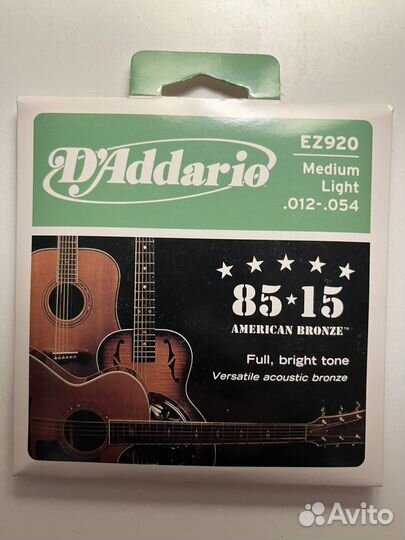 D'Addario
EZ920
Medium
Light
.012-.054
85★15
AMERICAN BRONZE™
Full, bright tone
Versatile acoustic bronze
Avito